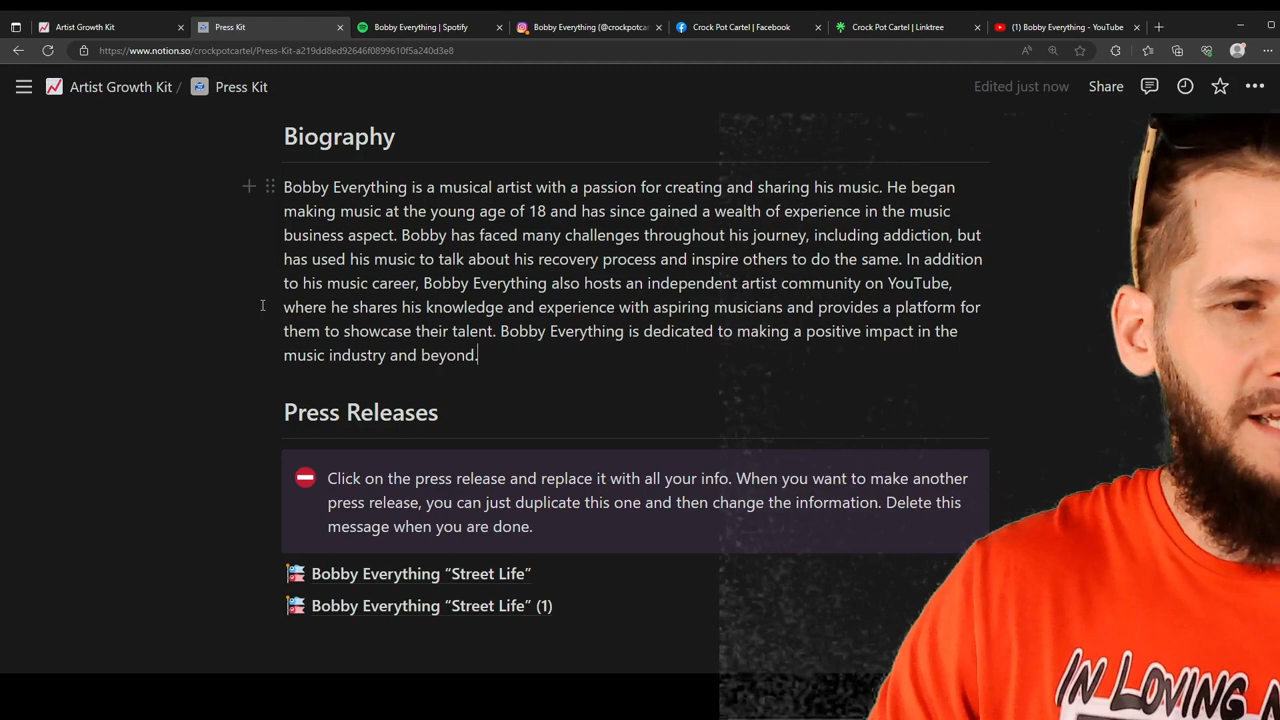 Artist Growth Kit
Press Kit
Bobby Everything | Spotify
Bobby Everything (@crockpotcart
Crock Pot Cartel | Facebook
Crock Pot Cartel | Linktree
(1) Bobby Everything - YouTube
https://www.notion.so/crockpotcartel/Press-Kit-a219dd8ed92646f0899610f5a240d3e8
Artist Growth Kit / Press Kit
Edited just now
Share
Biography
Bobby Everything is a musical artist with a passion for creating and sharing his music. He began
making music at the young age of 18 and has since gained a wealth of experience in the music
business aspect. Bobby has faced many challenges throughout his journey, including addiction, but
has used his music to talk about his recovery process and inspire others to do the same. In addition
to his music career, Bobby Everything also hosts an independent artist community on YouTube,
where he shares his knowledge and experience with aspiring musicians and provides a platform for
them to showcase their talent. Bobby Everything is dedicated to making a positive impact in the
music industry and beyond.
Press Releases
Click on the press release and replace it with all your info. When you want to make another
press release, you can just duplicate this one and then change the information. Delete this
message when you are done.
Bobby Everything “Street Life”
Bobby Everything “Street Life” (1)
IN LOVING